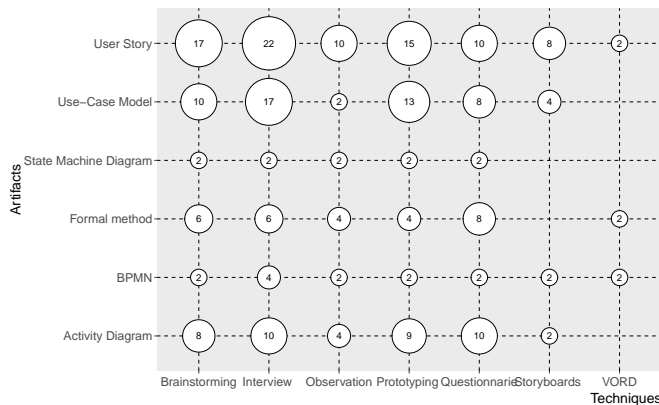 User Story 17 22 10 15 10 8 2
Use−Case Model 10 17 2 13 8 4
State Machine Diagram 2 2 2 2 2
Formal method 6 6 4 4 8 2
BPMN 2 4 2 2 2 2 2
Activity Diagram 8 10 4 9 10 2
Artifacts
Brainstorming Interview Observation Prototyping Questionnarie Storyboards VORD
Techniques